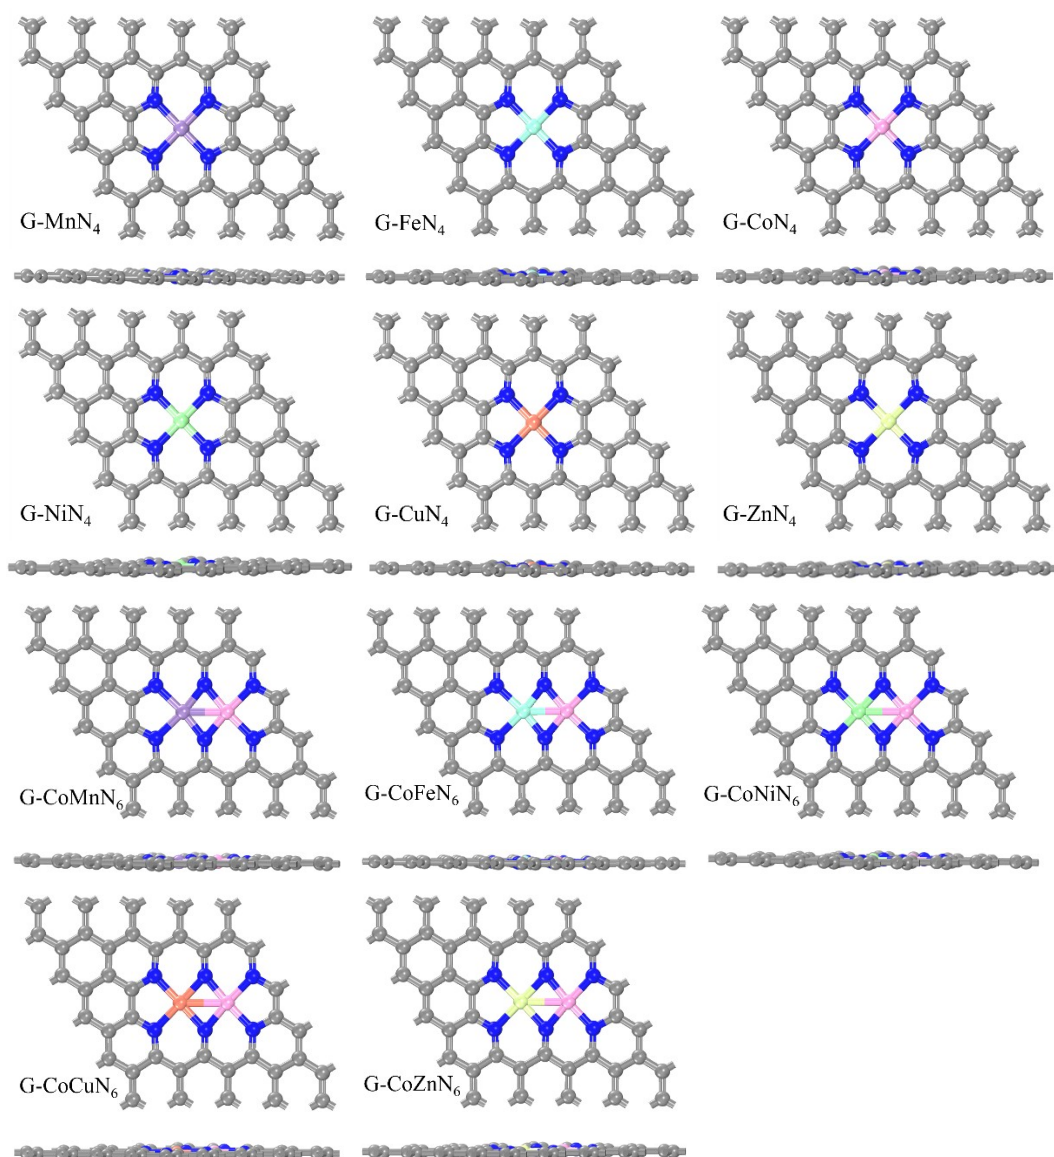 G-MnN₄
G-FeN₄
G-CoN₄
G-NiN₄
G-CuN₄
G-ZnN₄
G-CoMnN₆
G-CoFeN₆
G-CoNiN₆
G-CoCuN₆
G-CoZnN₆